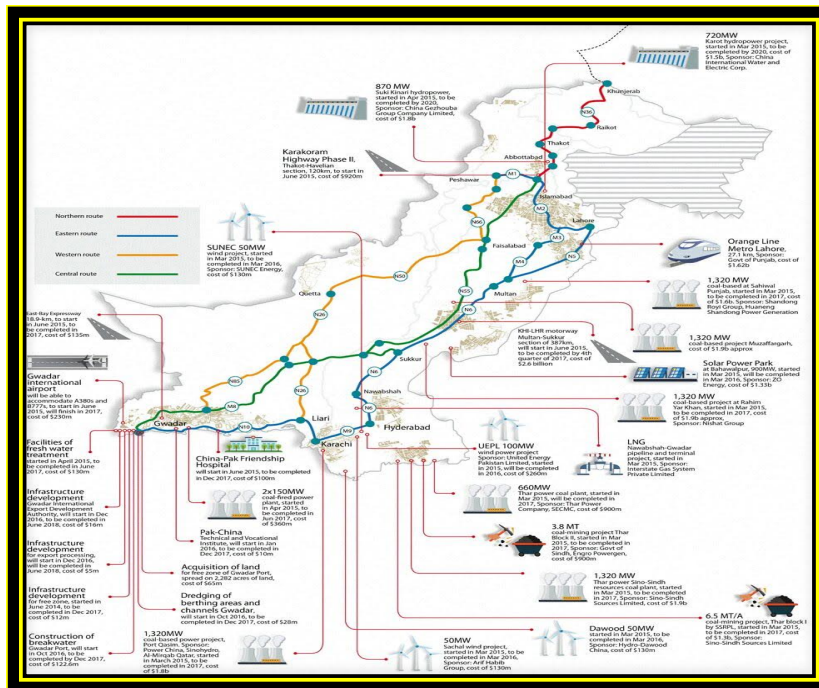 720MW
Karot hydropower project,
started in Mar 2015, to be
completed by 2020, cost of
$1.5b, Sponsor: China
International Water and
Electric Corp.
870 MW
Suki Kinari hydropower,
started in Apr 2015, to be
completed by 2020,
Sponsor: China Gezhouba
Group Company Limited,
cost of $1.8b
Karakoram
Highway Phase II,
Thakot-Havelian
section, 120km, to start in
June 2015, cost of $920m
Khunjerab
N35
Raikot
Thakot
Abbottabad
Peshawar
M1
Islamabad
M2
Lahore
N55
M3
Faisalabad
N5
M4
N50
Multan
N55
N5
Quetta
N25
Sukkur
N5
N85
N25
Nawabshah
M8
N5
Gwadar
N10
Liari
M9
Hyderabad
Karachi
Northern route
Eastern route
Western route
Central route
SUNEC 50MW
wind project, started
in Mar 2015, to be
completed in Mar 2016,
Sponsor: SUNEC Energy,
cost of $130m
Orange Line
Metro Lahore,
27.1 km, Sponsor:
Govt of Punjab, cost of
$1.62b
1,320 MW
coal-based at Sahiwal
Punjab, started in Mar 2015,
to be completed in 2017, cost
of $1.6b. Sponsor: Shandong
Royi Group, Huaneng
Shandong Power Generation
1,320 MW
coal-based project Muzaffargarh,
cost of $1.9b approx
KHI-LHR motorway
Multan-Sukkur
section of 387km,
will start in June 2015,
to be completed by 4th
quarter of 2017, cost of
$2.6 billion
Solar Power Park
at Bahawalpur, 900MW, started
in Mar 2015, will be completed
in Mar 2016, Sponsor: ZO
Energy, cost of $1.33b
1,320 MW
coal-based project at Rahim
Yar Khan, started in Mar 2015,
to be completed in 2017, cost
of $1.9b approx,
Sponsor: Nishat Group
LNG
Nawabshah-Gwadar
pipeline and terminal
project, started in
Mar 2015, Sponsor:
Interstate Gas System
Private Limited
East-Bay Expressway
18.9-km, to start
in June 2015, to be
completed in
2017, cost of $135m
Gwadar
international
airport
will be able to
accommodate A380s and
B777s, to start in June
2015, will finish in 2017,
cost of $230m
Facilities of
fresh water
treatment
started in April 2015, to
be completed in June
2017, cost of $130m
Infrastructure
development
Gwadar International
Export Development
Authority, will start in Dec
2016, to be completed in
June 2018, cost of $16m
Infrastructure
development
for export processing,
will start in Dec 2016,
will be completed in
June 2018, cost of $5m
Infrastructure
development
for free zone, started in
June 2014, to be
completed in Dec 2017,
cost of $12m
Construction of
breakwater
Gwadar Port, will start
in Oct 2016, to be
completed by Dec 2017,
cost of $122.6m
China-Pak Friendship
Hospital
will start in June 2015, to be completed
in Dec 2017, cost of $100m
2x150MW
coal-fired power
plant, started
in Apr 2015, to
be completed in
Jun 2017, cost of
$360m
Pak-China
Technical and Vocational
Institute, will start in Jan
2016, to be completed in
Dec 2017, cost of $10m
Acquisition of land
for free zone of Gwadar Port,
spread on 2,282 acres of land,
cost of $65m
Dredging of
berthing areas and
channels Gwadar,
will start in Oct 2016, to be
completed in Dec 2017, cost of $28m
1,320MW
coal-based power project,
Port Qasim. Sponsor:
Power China, Sinohydro,
Al-Mirqab Qatar, started
in March 2015, to be
completed in 2017, cost of
$1.8b
UEPL 100MW
wind power project
Sponsor: United Energy
Pakistan Limited, started
in 2015, will be completed in
2016, cost of $260m
660MW
Thar power coal plant, started in
Mar 2015, will be completed in
2017, Sponsor: Thar Power
Company, SECMC, cost of $900m
3.8 MT
coal-mining project Thar
Block II, started in Mar
2015, to be completed in
2017, Sponsor: Govt of
Sindh, Engro Powergen,
cost of
$900m
1,320 MW
Thar power Sino-Sindh
resources coal plant, started
in Mar 2015, to be completed
in 2017, Sponsor: Sino-Sindh
Sources Limited, cost of $1.9b
6.5 MT/A
coal-mining project, Thar block I
by SSRPL, started in Mar 2015,
to be completed in 2017, cost
of $1.3b, Sponsor:
Sino-Sindh Sources Limited
Dawood 50MW
started in Mar 2015, to be
completed in Mar 2016,
Sponsor: Hydro-Dawood
China, cost of $130m
50MW
Sachal wind project,
started in Mar 2015, to be
completed in Mar 2016,
Sponsor: Arif Habib
Group, cost of $130m